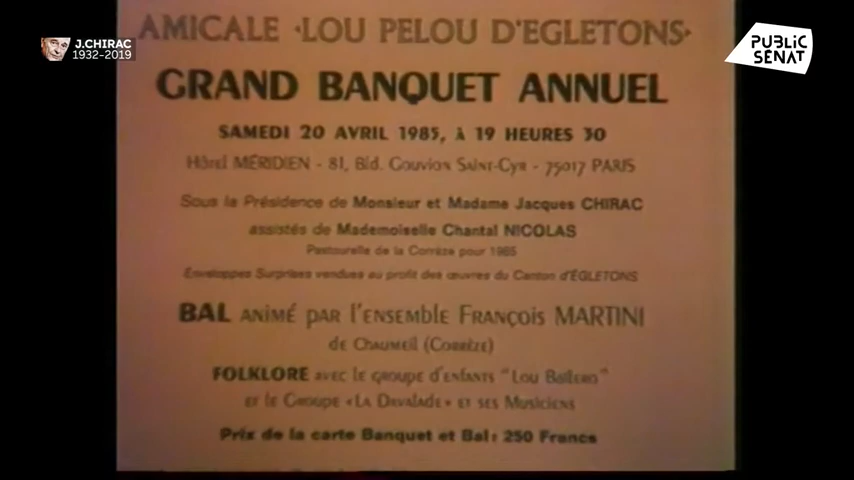 J.CHIRAC
1932-2019
PUBLIC
SÉNAT
AMICALE «LOU PELOU D'EGLETONS»
GRAND BANQUET ANNUEL
SAMEDI 20 AVRIL 1985, À 19 HEURES 30
Hôtel MÉRIDIEN - 81, Bld. Gouvion Saint-Cyr - 75017 PARIS
Sous la Présidence de Monsieur et Madame Jacques CHIRAC
assistés de Mademoiselle Chantal NICOLAS
Pastourelle de la Corrèze pour 1985
Enveloppes Surprises vendues au profit des œuvres du Canton d'ÉGLETONS
BAL ANIMÉ PAR l'ENSEMBLE FRANÇOIS MARTINI
de CHAUMEIL (CORRÈZE)
FOLKLORE AVEC LE GROUPE d'ENFANTS "LOU BAÏLERO"
ET LE GROUPE «LA DAVALADE» ET SES MUSICIENS
Prix de la carte Banquet et Bal : 250 Francs